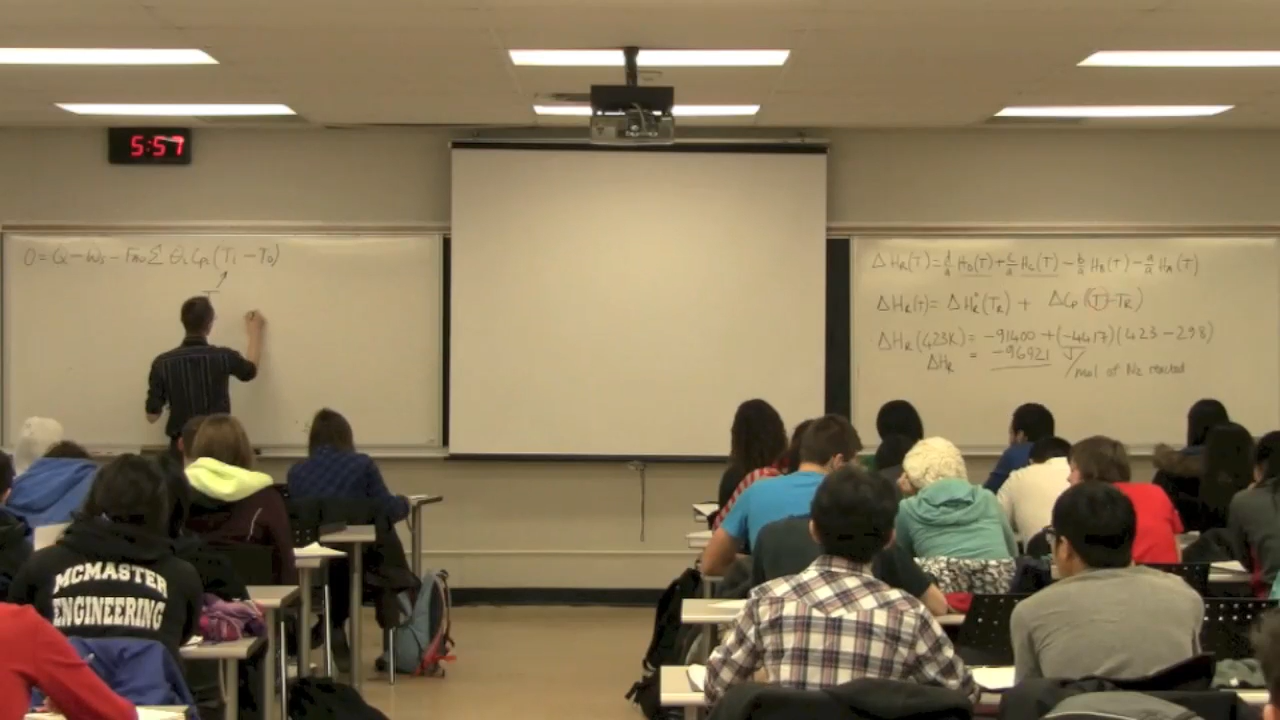 5:57
0 = Q̇ - Ẇs - FA0 Σ Θi Cpi (Ti - T0)
T
ΔHR(T) = d/a HD(T) + c/a HC(T) - b/a HB(T) - a/a HA(T)
ΔHR(T) = ΔH°R(TR) + ΔCp (T - TR)
ΔHR(423K) = -91400 + (-44.17)(423 - 298)
ΔHR = -96921 J/mol of N2 reacted
MCMASTER
ENGINEERING